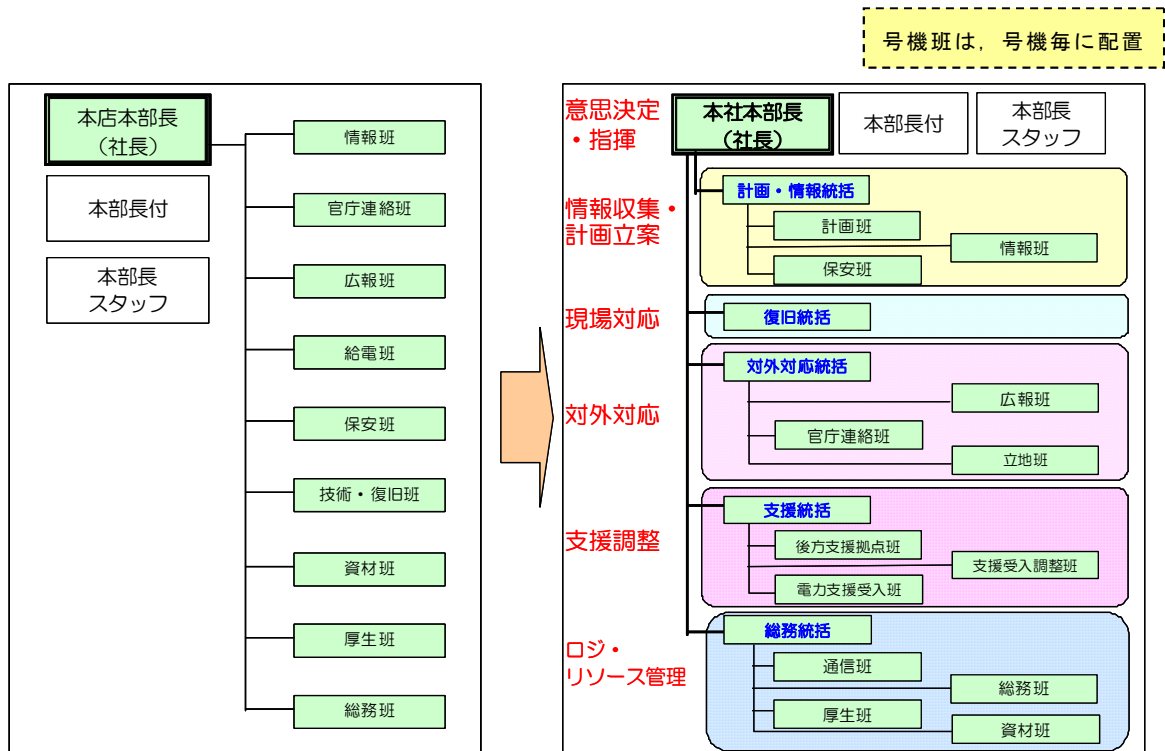 号機班は，号機毎に配置
本店本部長
（社長）
本部長付
本部長
スタッフ
情報班
官庁連絡班
広報班
給電班
保安班
技術・復旧班
資材班
厚生班
総務班
意思決定
・指揮
本社本部長
（社長）
本部長付
本部長
スタッフ
情報収集・
計画立案
計画・情報統括
計画班
情報班
保安班
現場対応
復旧統括
対外対応
対外対応統括
広報班
官庁連絡班
立地班
支援調整
支援統括
後方支援拠点班
支援受入調整班
電力支援受入班
ロジ・
リソース管理
総務統括
通信班
総務班
厚生班
資材班